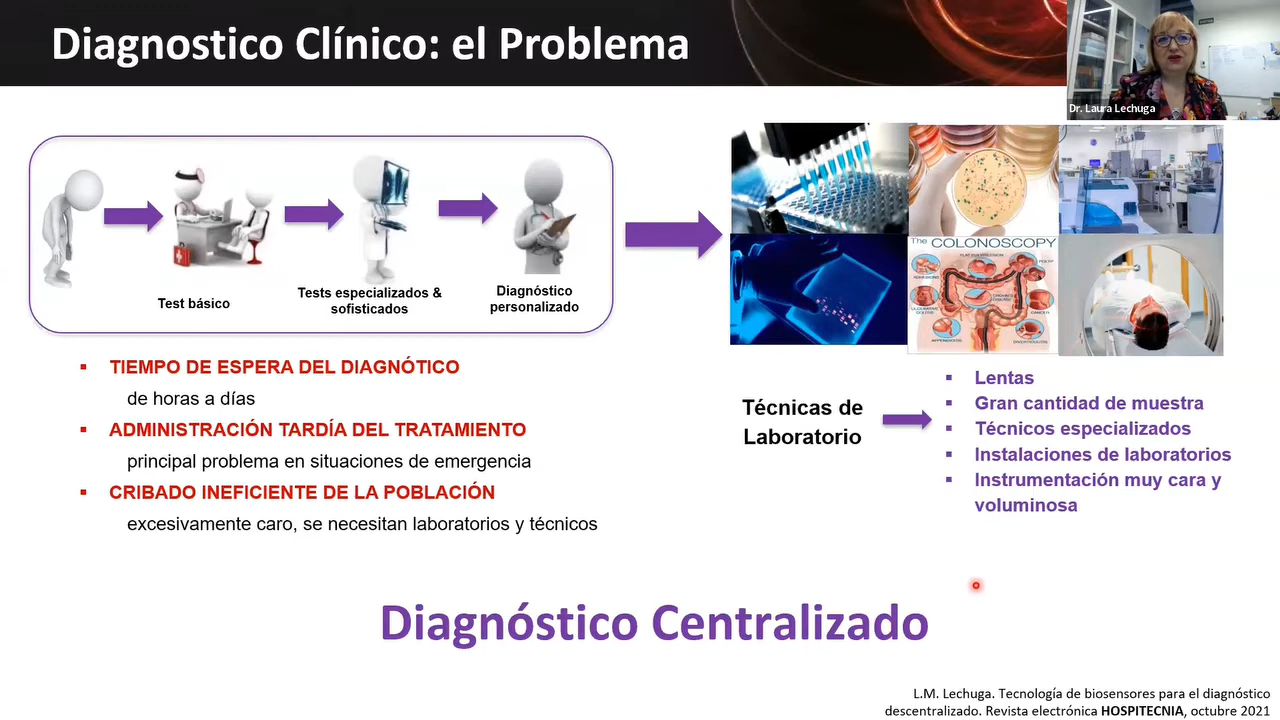 Diagnostico Clínico: el Problema
Dr. Laura Lechuga
Test básico
Tests especializados &
sofisticados
Diagnóstico
personalizado
The COLONOSCOPY
POLYP
CANCER
APPENDICITIS
▪ TIEMPO DE ESPERA DEL DIAGNÓTICO
de horas a días
▪ ADMINISTRACIÓN TARDÍA DEL TRATAMIENTO
principal problema en situaciones de emergencia
▪ CRIBADO INEFICIENTE DE LA POBLACIÓN
excesivamente caro, se necesitan laboratorios y técnicos
Técnicas de
Laboratorio
▪ Lentas
▪ Gran cantidad de muestra
▪ Técnicos especializados
▪ Instalaciones de laboratorios
▪ Instrumentación muy cara y
voluminosa
Diagnóstico Centralizado
L.M. Lechuga. Tecnología de biosensores para el diagnóstico
descentralizado. Revista electrónica HOSPITECNIA, octubre 2021